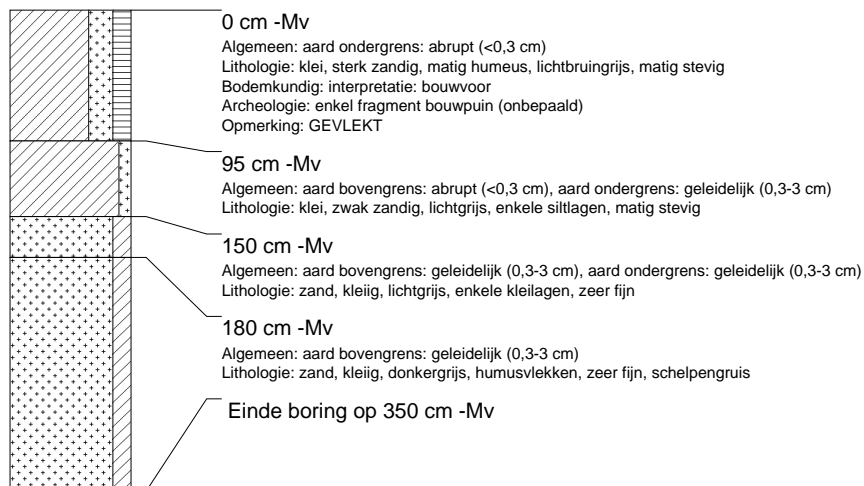 0 cm -Mv
Algemeen: aard ondergrens: abrupt (<0,3 cm)
Lithologie: klei, sterk zandig, matig humeus, lichtbruingrijs, matig stevig
Bodemkundig: interpretatie: bouwvoor
Archeologie: enkel fragment bouwpuin (onbepaald)
Opmerking: GEVLEKT
95 cm -Mv
Algemeen: aard bovengrens: abrupt (<0,3 cm), aard ondergrens: geleidelijk (0,3-3 cm)
Lithologie: klei, zwak zandig, lichtgrijs, enkele siltlagen, matig stevig
150 cm -Mv
Algemeen: aard bovengrens: geleidelijk (0,3-3 cm), aard ondergrens: geleidelijk (0,3-3 cm)
Lithologie: zand, kleiig, lichtgrijs, enkele kleilagen, zeer fijn
180 cm -Mv
Algemeen: aard bovengrens: geleidelijk (0,3-3 cm)
Lithologie: zand, kleiig, donkergrijs, humusvlekken, zeer fijn, schelpengruis
Einde boring op 350 cm -Mv